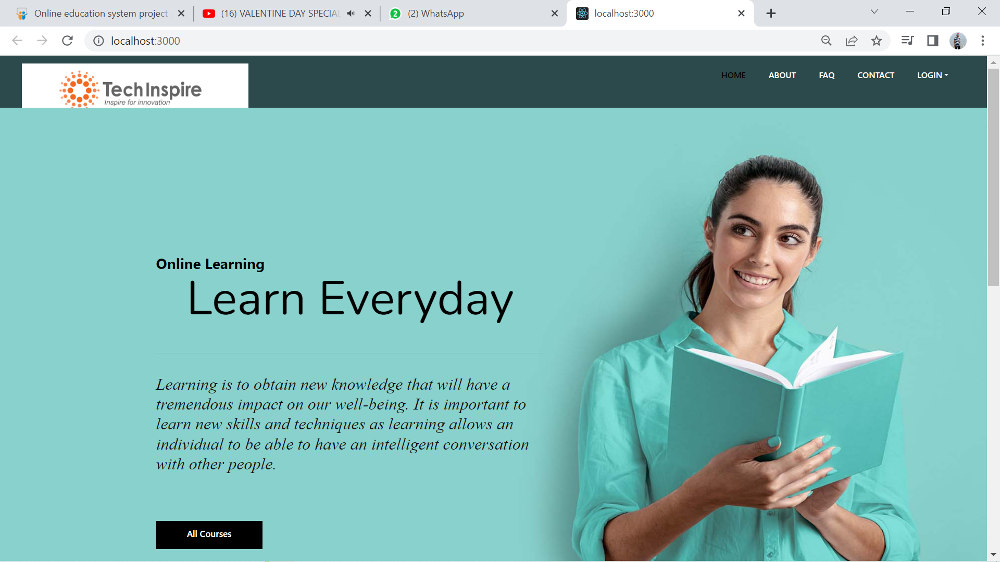 Online education system project
(16) VALENTINE DAY SPECIAL
2
(2) WhatsApp
localhost:3000
localhost:3000
TechInspire
Inspire for innovation
HOME
ABOUT
FAQ
CONTACT
LOGIN
Online Learning
Learn Everyday
Learning is to obtain new knowledge that will have a
tremendous impact on our well-being. It is important to
learn new skills and techniques as learning allows an
individual to be able to have an intelligent conversation
with other people.
All Courses